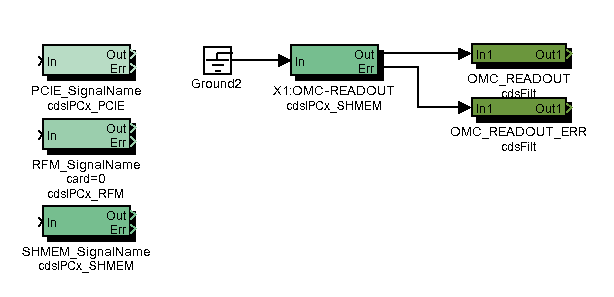 In Out
Err
PCIE_SignalName
cdsIPCx_PCIE
In Out
Err
RFM_SignalName
card=0
cdsIPCx_RFM
In Out
Err
SHMEM_SignalName
cdsIPCx_SHMEM
Ground2
In Out
Err
X1:OMC-READOUT
cdsIPCx_SHMEM
In1 Out1
OMC_READOUT
cdsFilt
In1 Out1
OMC_READOUT_ERR
cdsFilt